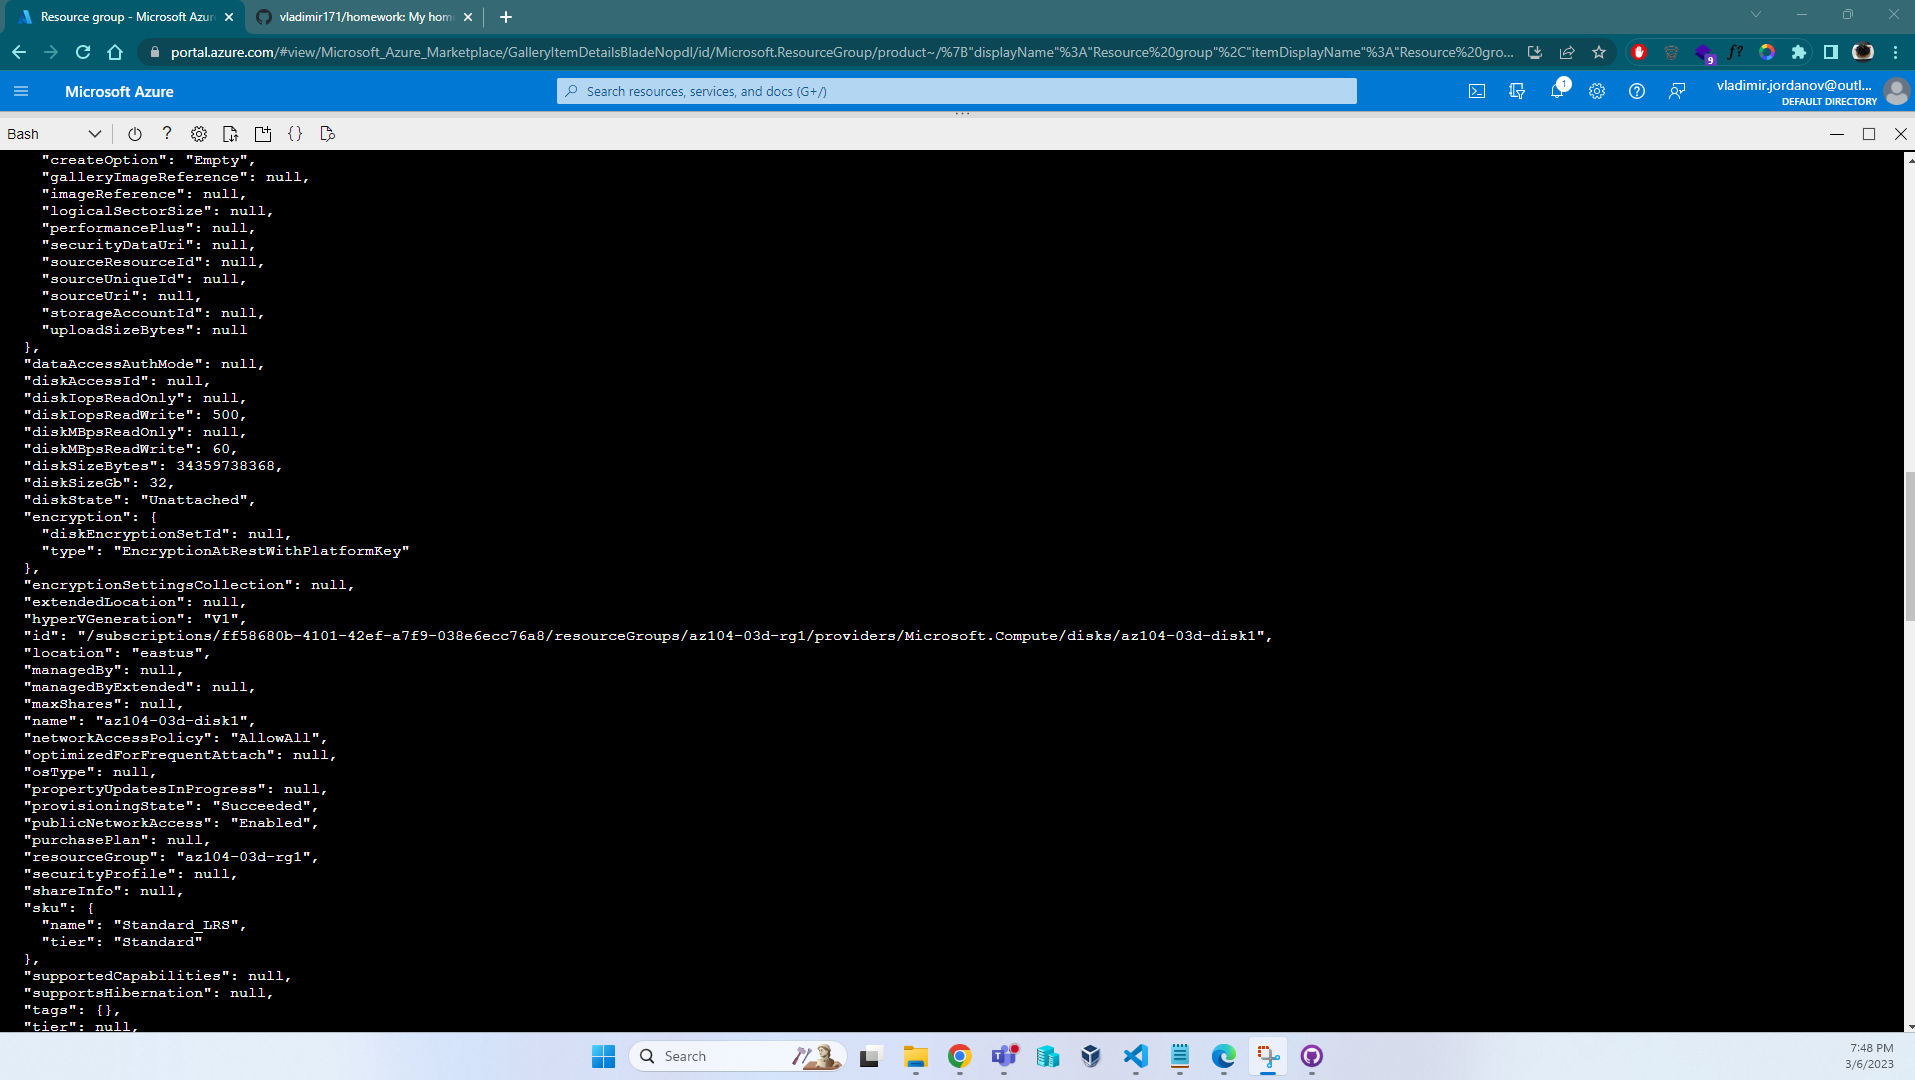 Resource group - Microsoft Azur
vladimir171/homework: My hom
portal.azure.com/#view/Microsoft_Azure_Marketplace/GalleryItemDetailsBladeNopdl/id/Microsoft.ResourceGroup/product~/%7B"displayName"%3A"Resource%20group"%2C"itemDisplayName"%3A"Resource%20gro...
9
f?
Microsoft Azure
Search resources, services, and docs (G+/)
1
vladimir.jordanov@outl...
DEFAULT DIRECTORY
Bash
"createOption": "Empty",
"galleryImageReference": null,
"imageReference": null,
"logicalSectorSize": null,
"performancePlus": null,
"securityDataUri": null,
"sourceResourceId": null,
"sourceUniqueId": null,
"sourceUri": null,
"storageAccountId": null,
"uploadSizeBytes": null
},
"dataAccessAuthMode": null,
"diskAccessId": null,
"diskIopsReadOnly": null,
"diskIopsReadWrite": 500,
"diskMBpsReadOnly": null,
"diskMBpsReadWrite": 60,
"diskSizeBytes": 34359738368,
"diskSizeGb": 32,
"diskState": "Unattached",
"encryption": {
"diskEncryptionSetId": null,
"type": "EncryptionAtRestWithPlatformKey"
},
"encryptionSettingsCollection": null,
"extendedLocation": null,
"hyperVGeneration": "V1",
"id": "/subscriptions/ff58680b-4101-42ef-a7f9-038e6ecc76a8/resourceGroups/az104-03d-rg1/providers/Microsoft.Compute/disks/az104-03d-disk1",
"location": "eastus",
"managedBy": null,
"managedByExtended": null,
"maxShares": null,
"name": "az104-03d-disk1",
"networkAccessPolicy": "AllowAll",
"optimizedForFrequentAttach": null,
"osType": null,
"propertyUpdatesInProgress": null,
"provisioningState": "Succeeded",
"publicNetworkAccess": "Enabled",
"purchasePlan": null,
"resourceGroup": "az104-03d-rg1",
"securityProfile": null,
"shareInfo": null,
"sku": {
"name": "Standard_LRS",
"tier": "Standard"
},
"supportedCapabilities": null,
"supportsHibernation": null,
"tags": {},
"tier": null,
Search
7:48 PM
3/6/2023